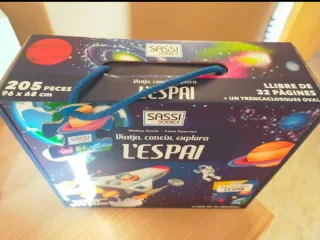 SASSI
SCIENCE
Viatja, coneix, explora
L'ESPAI
205 PECES
96 x 68 cm
LLIBRE DE
32 PÀGINES
+ UN TRENCACLOSQUES OVAL
SASSI
SCIENCE
Viatja, coneix, explora
L'ESPAI
SASSI